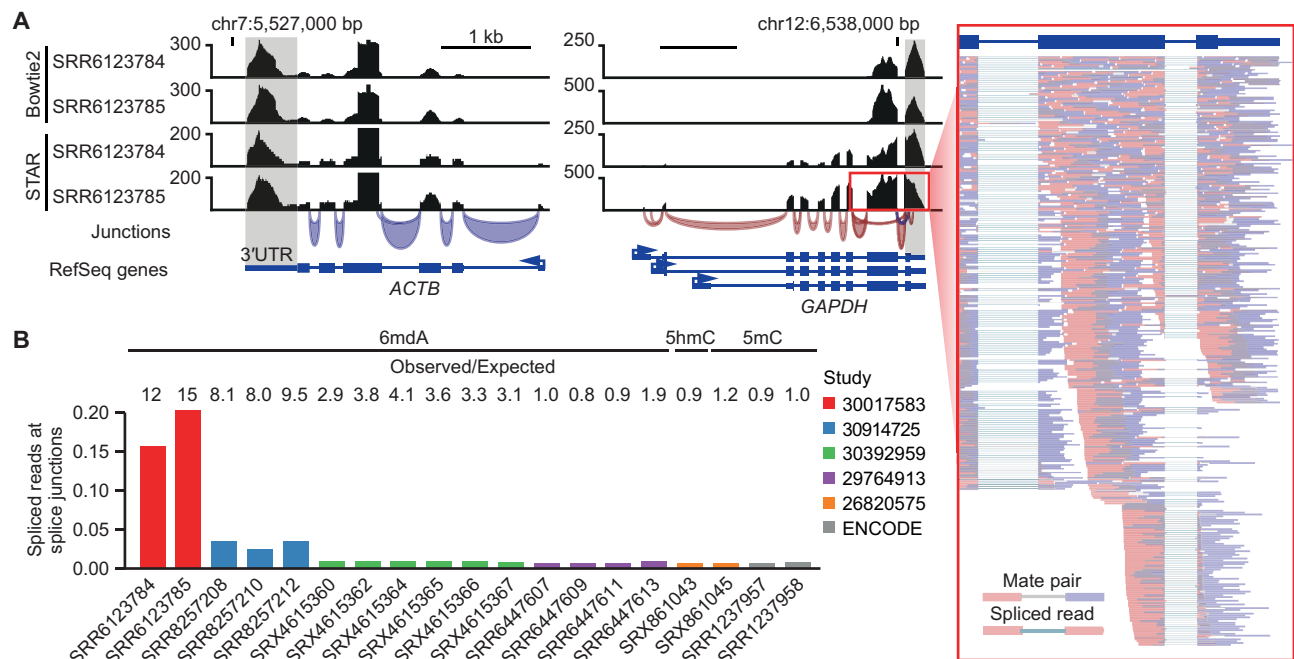 A
chr7:5,527,000 bp
chr12:6,538,000 bp
1 kb
Bowtie2
SRR6123784
300
250
SRR6123785
300
500
STAR
SRR6123784
200
250
SRR6123785
200
500
Junctions
3′UTR
RefSeq genes
ACTB
GAPDH
Mate pair
Spliced read
B
6mdA 5hmC 5mC
Observed/Expected
12 15 8.1 8.0 9.5 2.9 3.8 4.1 3.6 3.3 3.1 1.0 0.8 0.9 1.9 0.9 1.2 0.9 1.0
Spliced reads at
splice junctions
0.20
0.15
0.10
0.05
0.00
SRR6123784
SRR6123785
SRR8257208
SRR8257210
SRR8257212
SRX4615360
SRX4615362
SRX4615364
SRX4615365
SRX4615366
SRX4615367
SRR6447607
SRR6447609
SRR6447611
SRR6447613
SRX861043
SRX861045
SRR1237957
SRR1237958
Study
30017583
30914725
30392959
29764913
26820575
ENCODE